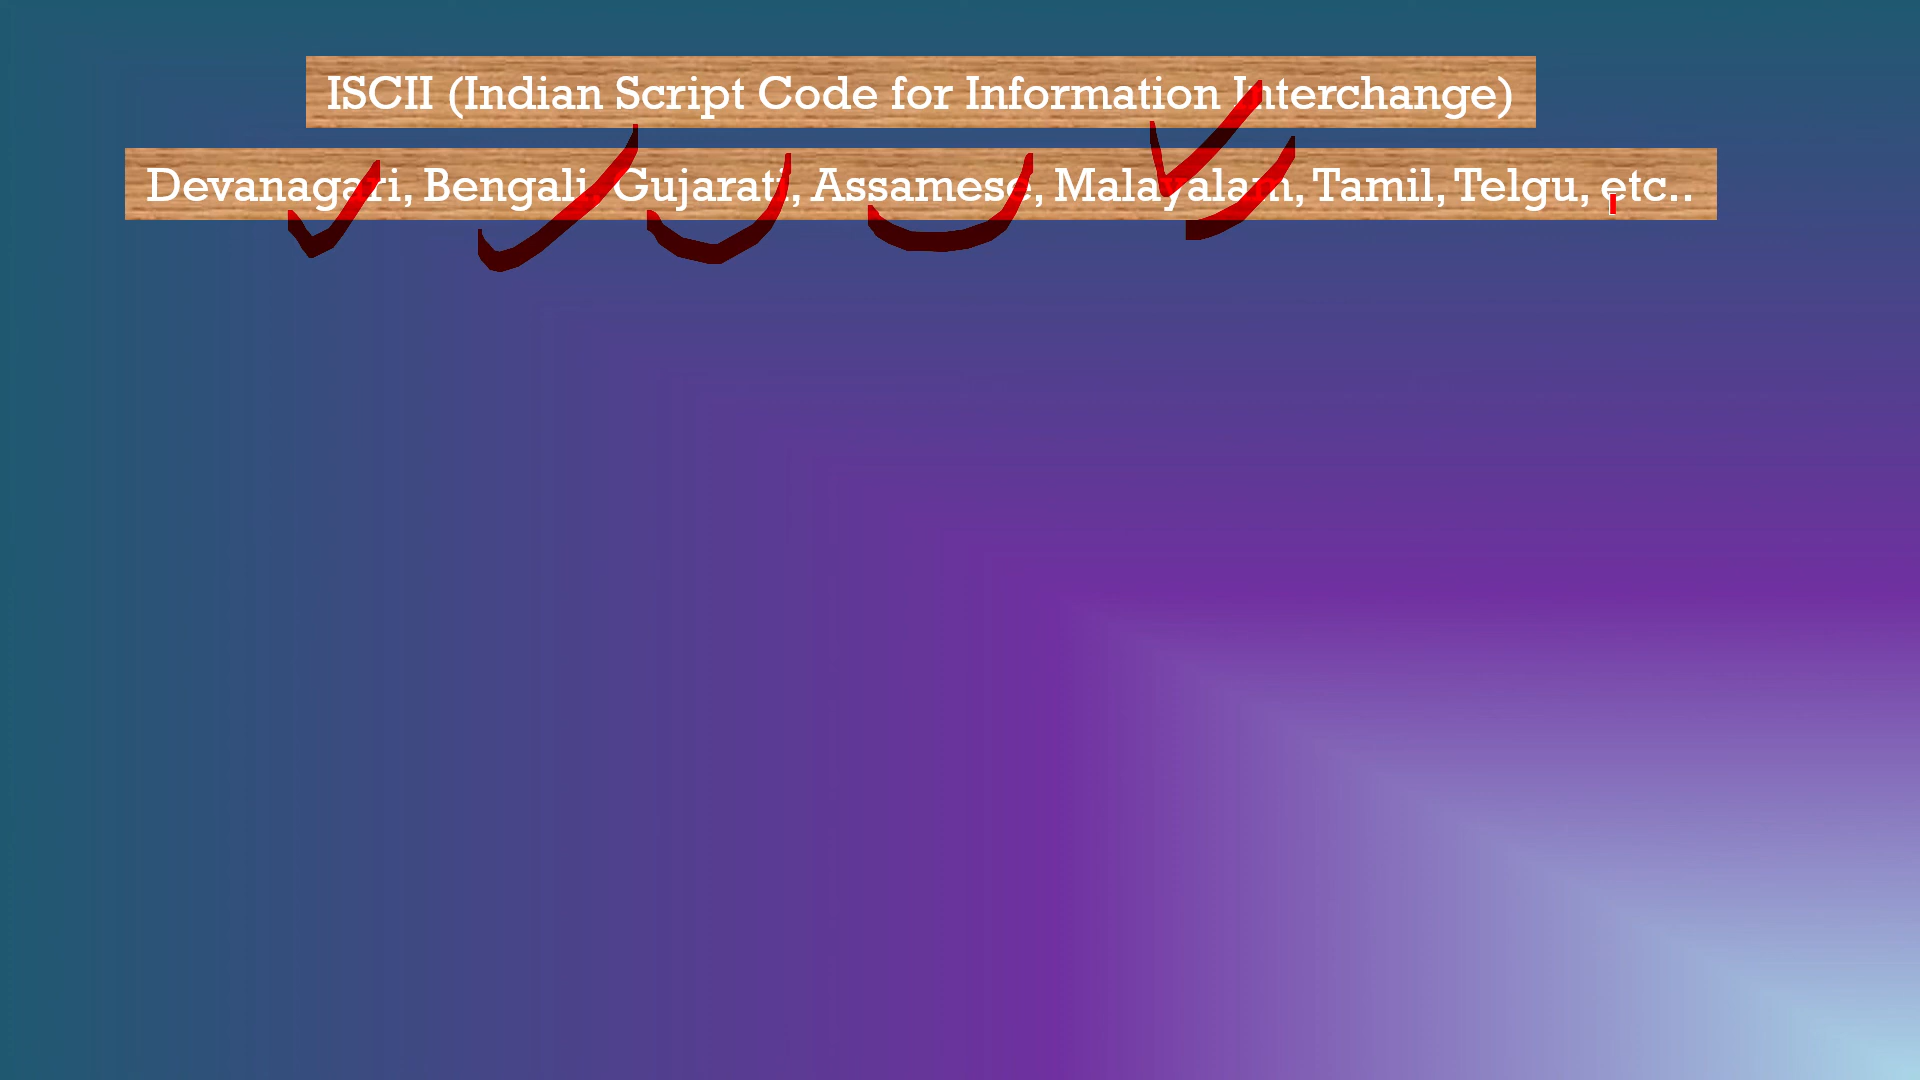 ISCII (Indian Script Code for Information Interchange)
Devanagari, Bengali, Gujarati, Assamese, Malayalam, Tamil, Telgu, etc..